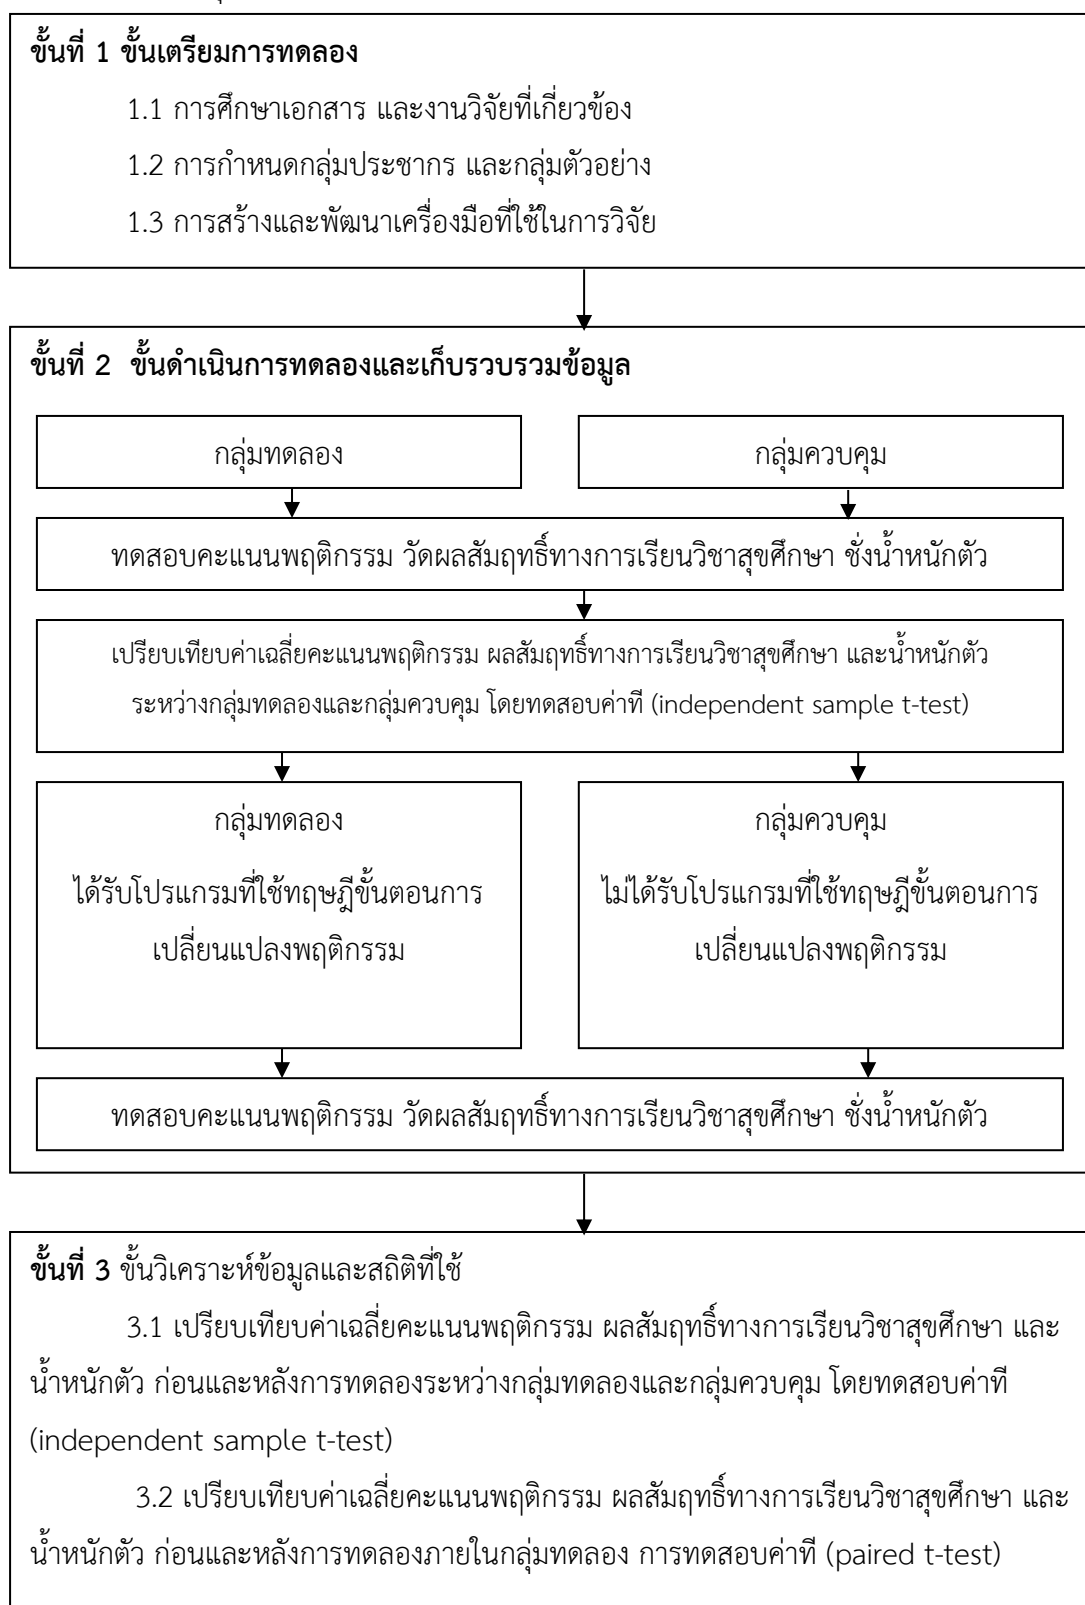 ขั้นที่ 1 ขั้นเตรียมการทดลอง
1.1 การศึกษาเอกสาร และงานวิจัยที่เกี่ยวข้อง
1.2 การกำหนดกลุ่มประชากร และกลุ่มตัวอย่าง
1.3 การสร้างและพัฒนาเครื่องมือที่ใช้ในการวิจัย
ขั้นที่ 2 ขั้นดำเนินการทดลองและเก็บรวบรวมข้อมูล
กลุ่มทดลอง
กลุ่มควบคุม
ทดสอบคะแนนพฤติกรรม วัดผลสัมฤทธิ์ทางการเรียนวิชาสุขศึกษา ชั่งน้ำหนักตัว
เปรียบเทียบค่าเฉลี่ยคะแนนพฤติกรรม ผลสัมฤทธิ์ทางการเรียนวิชาสุขศึกษา และน้ำหนักตัว
ระหว่างกลุ่มทดลองและกลุ่มควบคุม โดยทดสอบค่าที (independent sample t-test)
กลุ่มทดลอง
ได้รับโปรแกรมที่ใช้ทฤษฎีขั้นตอนการ
เปลี่ยนแปลงพฤติกรรม
กลุ่มควบคุม
ไม่ได้รับโปรแกรมที่ใช้ทฤษฎีขั้นตอนการ
เปลี่ยนแปลงพฤติกรรม
ทดสอบคะแนนพฤติกรรม วัดผลสัมฤทธิ์ทางการเรียนวิชาสุขศึกษา ชั่งน้ำหนักตัว
ขั้นที่ 3 ขั้นวิเคราะห์ข้อมูลและสถิติที่ใช้
3.1 เปรียบเทียบค่าเฉลี่ยคะแนนพฤติกรรม ผลสัมฤทธิ์ทางการเรียนวิชาสุขศึกษา และ
น้ำหนักตัว ก่อนและหลังการทดลองระหว่างกลุ่มทดลองและกลุ่มควบคุม โดยทดสอบค่าที
(independent sample t-test)
3.2 เปรียบเทียบค่าเฉลี่ยคะแนนพฤติกรรม ผลสัมฤทธิ์ทางการเรียนวิชาสุขศึกษา และ
น้ำหนักตัว ก่อนและหลังการทดลองภายในกลุ่มทดลอง การทดสอบค่าที (paired t-test)